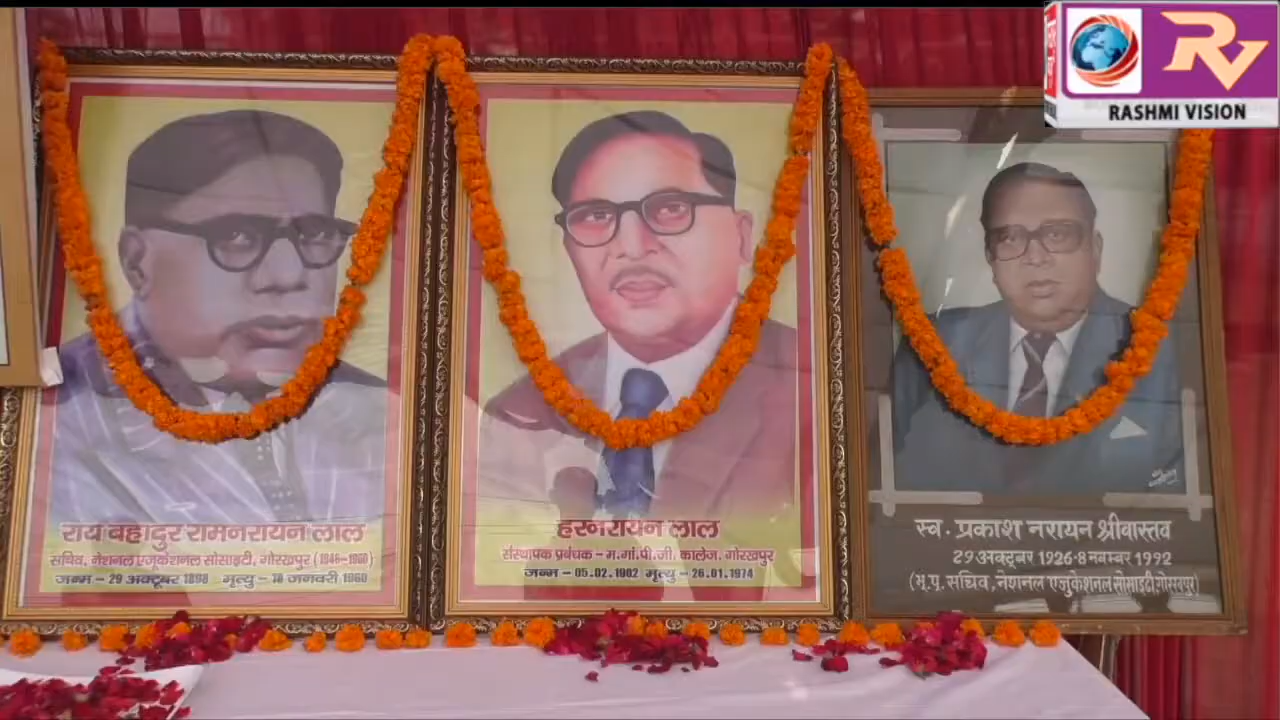 RV
RASHMI VISION
राय बहादुर रामनरायन लाल
सचिव, नेशनल एजुकेशनल सोसाइटी, गोरखपुर (1946-1960)
जन्म - 29 अक्टूबर 1898 मृत्यु - 18 जनवरी 1960
हरनरायन लाल
संस्थापक प्रबंधक - म.गां.पी.जी. कालेज, गोरखपुर
जन्म - 05.02.1902 मृत्यु - 26.01.1974
स्व. प्रकाश नरायन श्रीवास्तव
29 अक्टूबर 1926-8 नवम्बर 1992
(भू.पू. सचिव, नेशनल एजुकेशनल सोसाइटी, गोरखपुर)